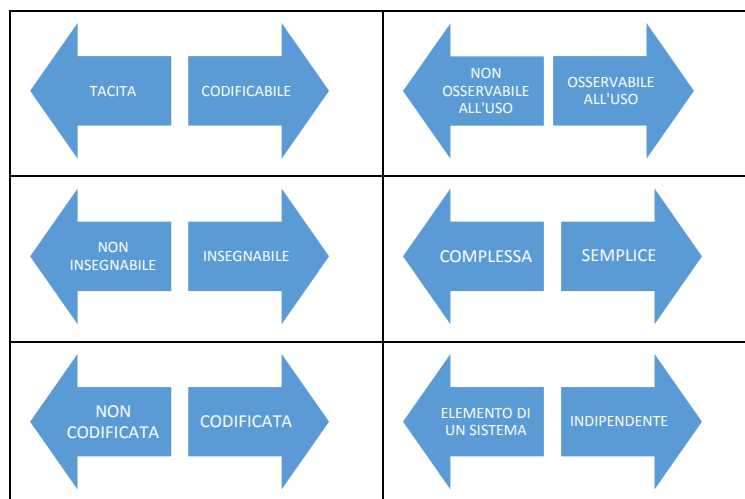 TACITA
CODIFICABILE
NON
OSSERVABILE
ALL'USO
OSSERVABILE
ALL'USO
NON
INSEGNABILE
INSEGNABILE
COMPLESSA
SEMPLICE
NON
CODIFICATA
CODIFICATA
ELEMENTO DI
UN SISTEMA
INDIPENDENTE